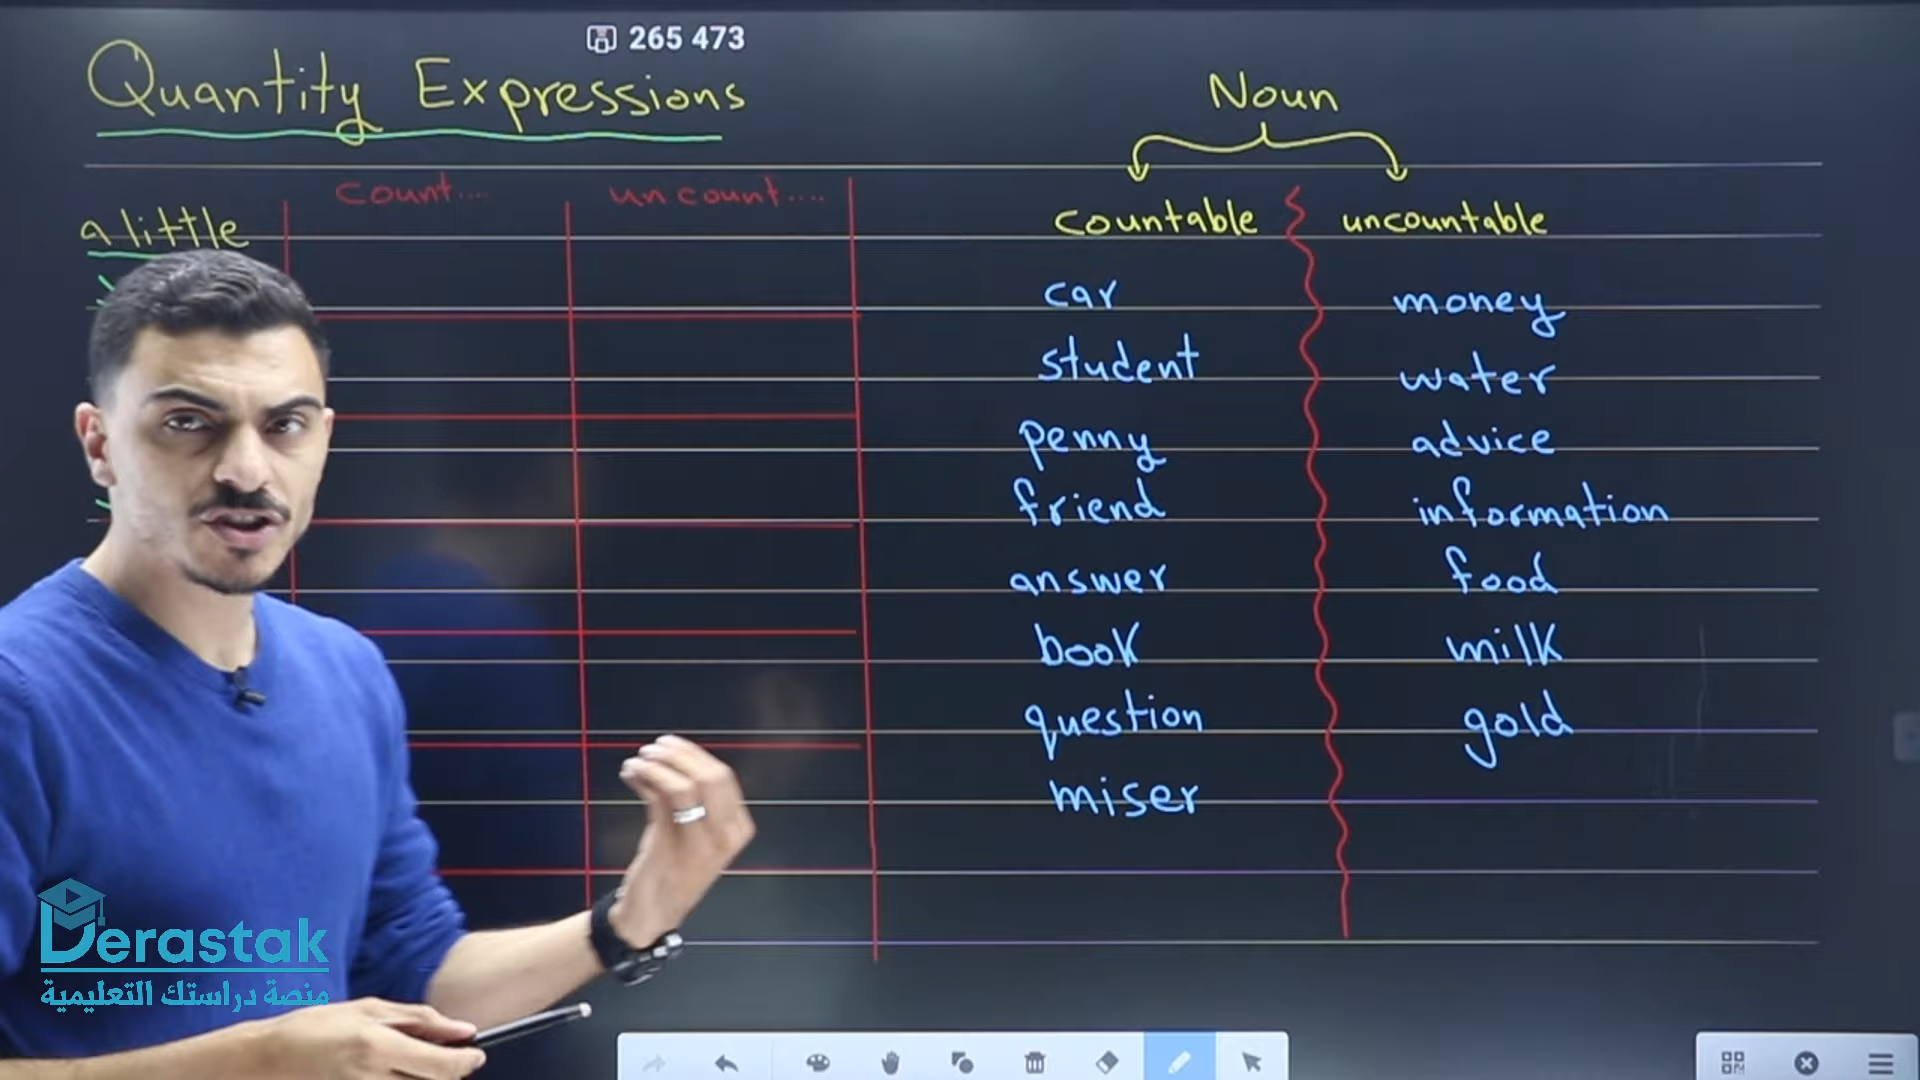 265 473
Quantity Expressions
Noun
count.... uncount....
countable uncountable
a little
car money
student water
penny advice
friend information
answer food
book milk
question gold
miser
Derastak
منصة دراستك التعليمية